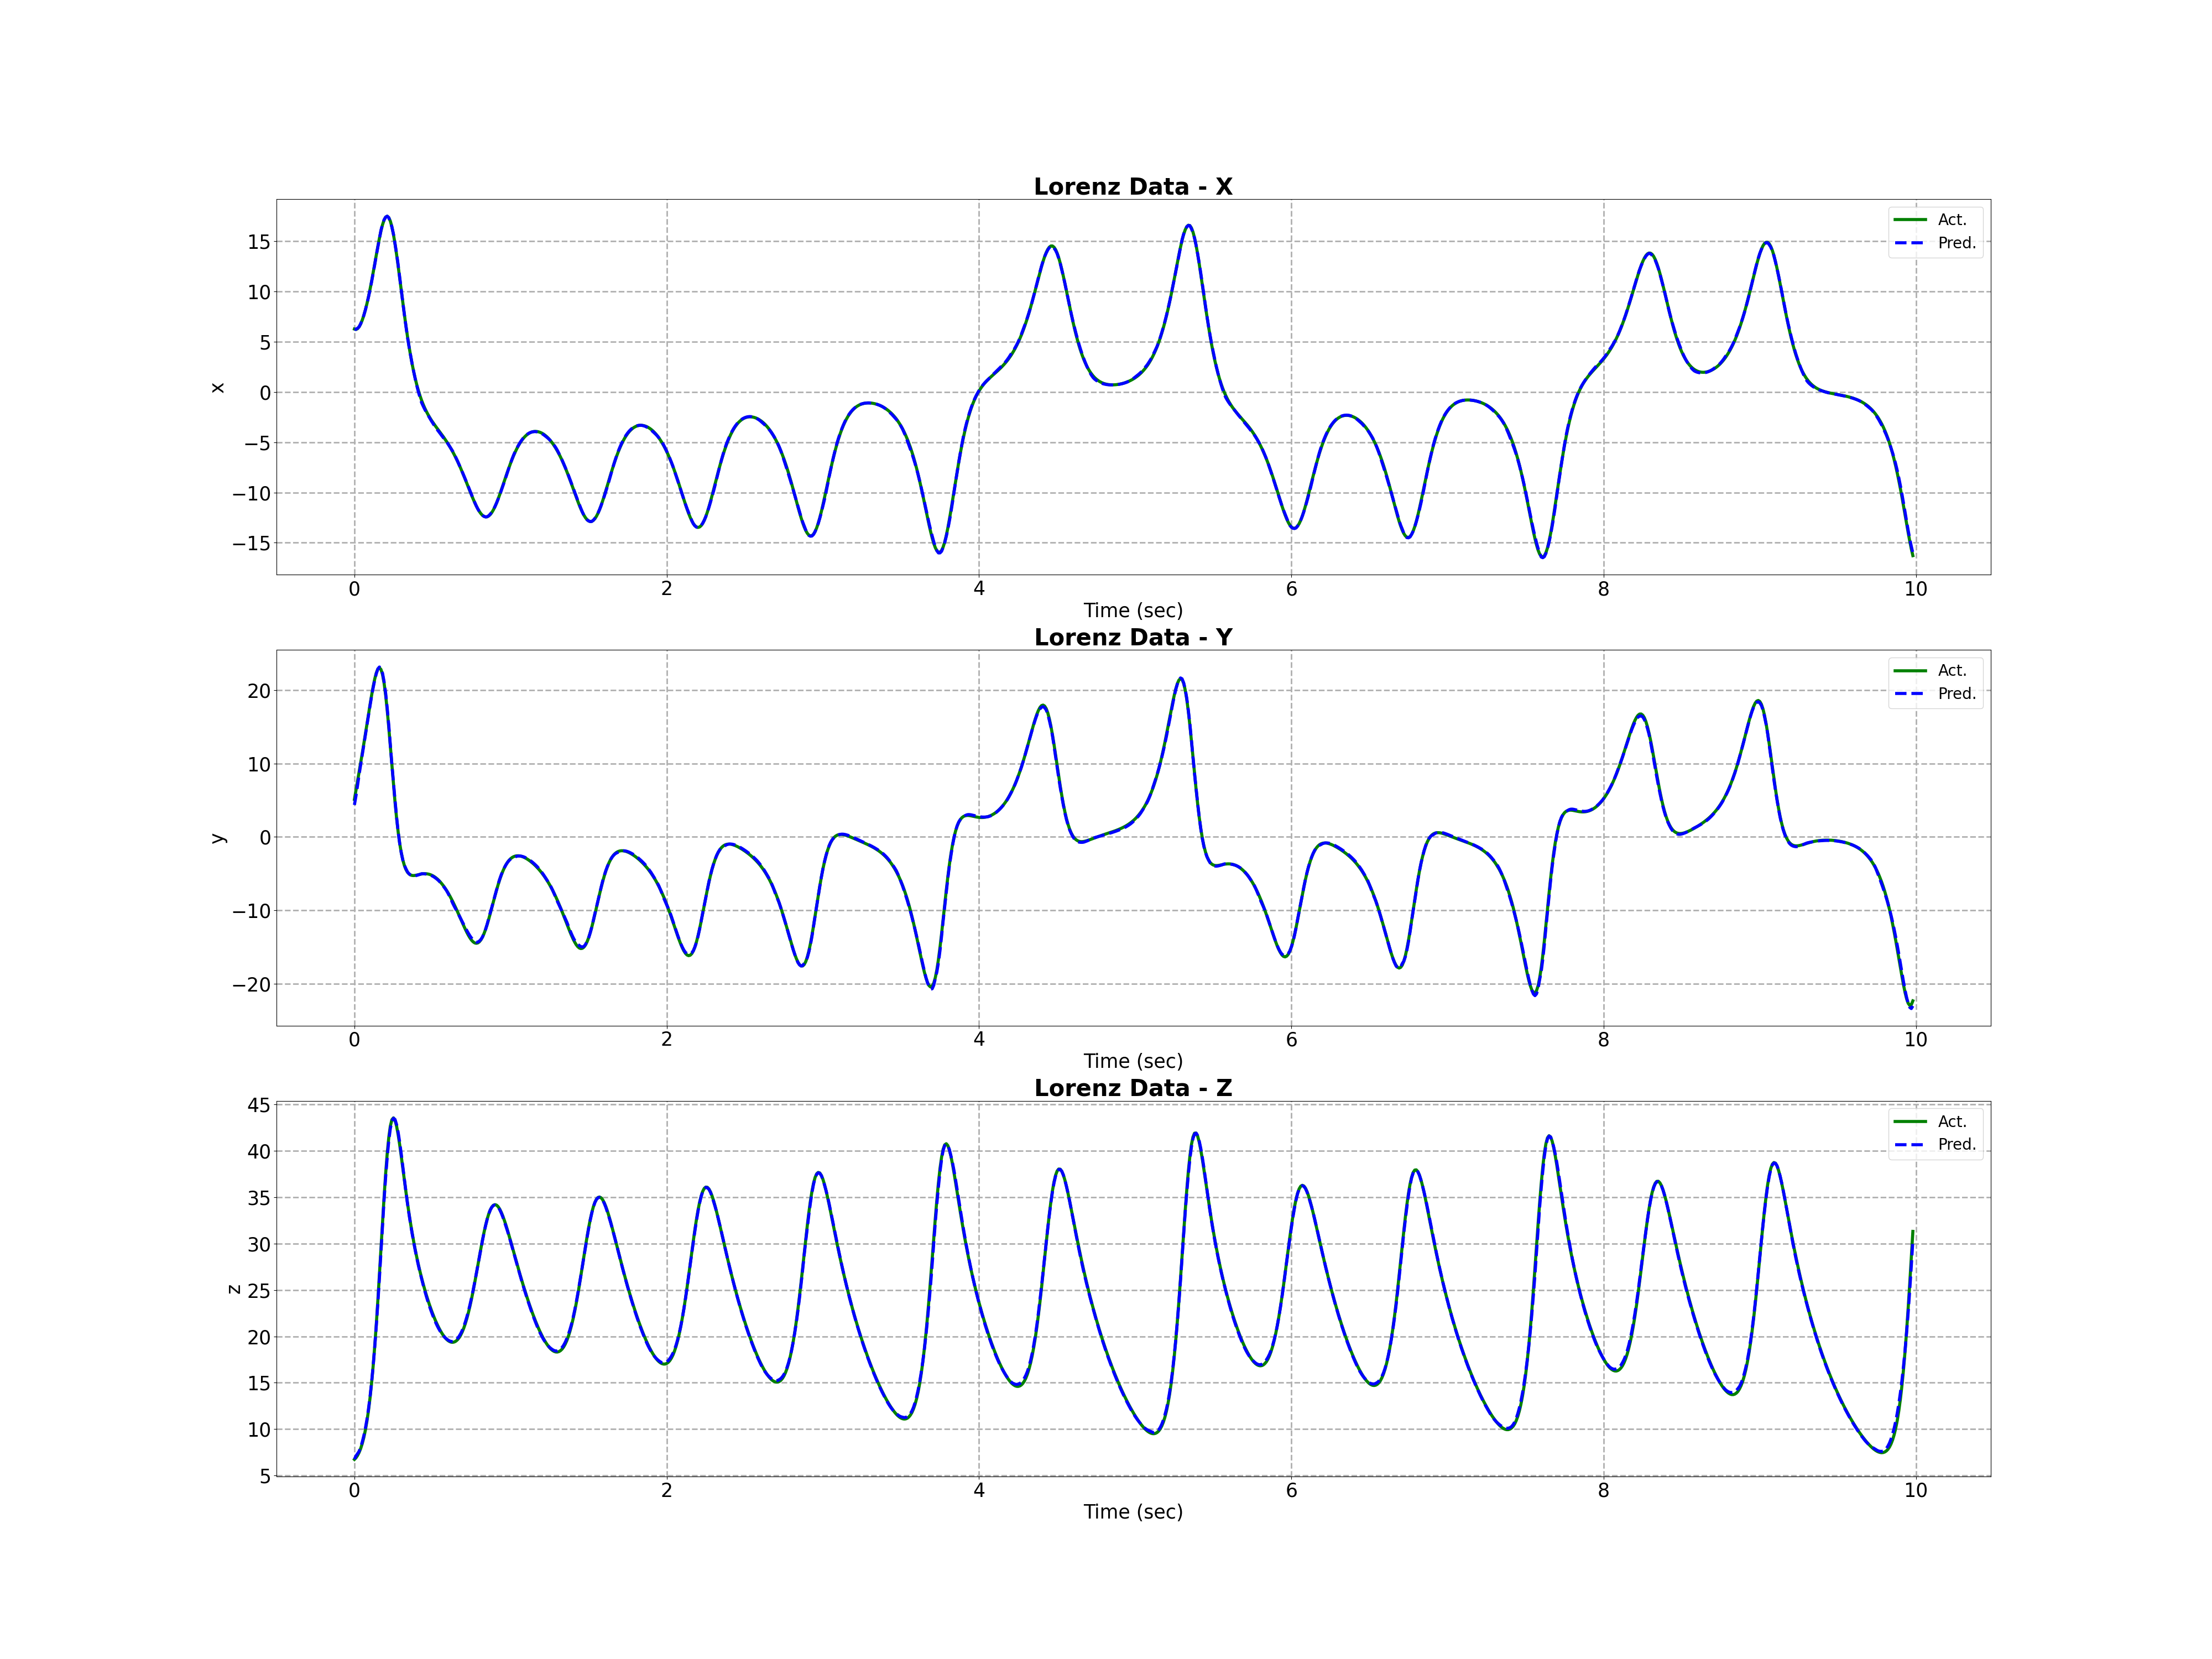 Lorenz Data - X
15
10
5
0
−5
−10
−15
x
Act.
Pred.
0 2 4 6 8 10
Time (sec)
Lorenz Data - Y
20
10
0
−10
−20
y
Act.
Pred.
0 2 4 6 8 10
Time (sec)
Lorenz Data - Z
45
40
35
30
25
20
15
10
5
z
Act.
Pred.
0 2 4 6 8 10
Time (sec)